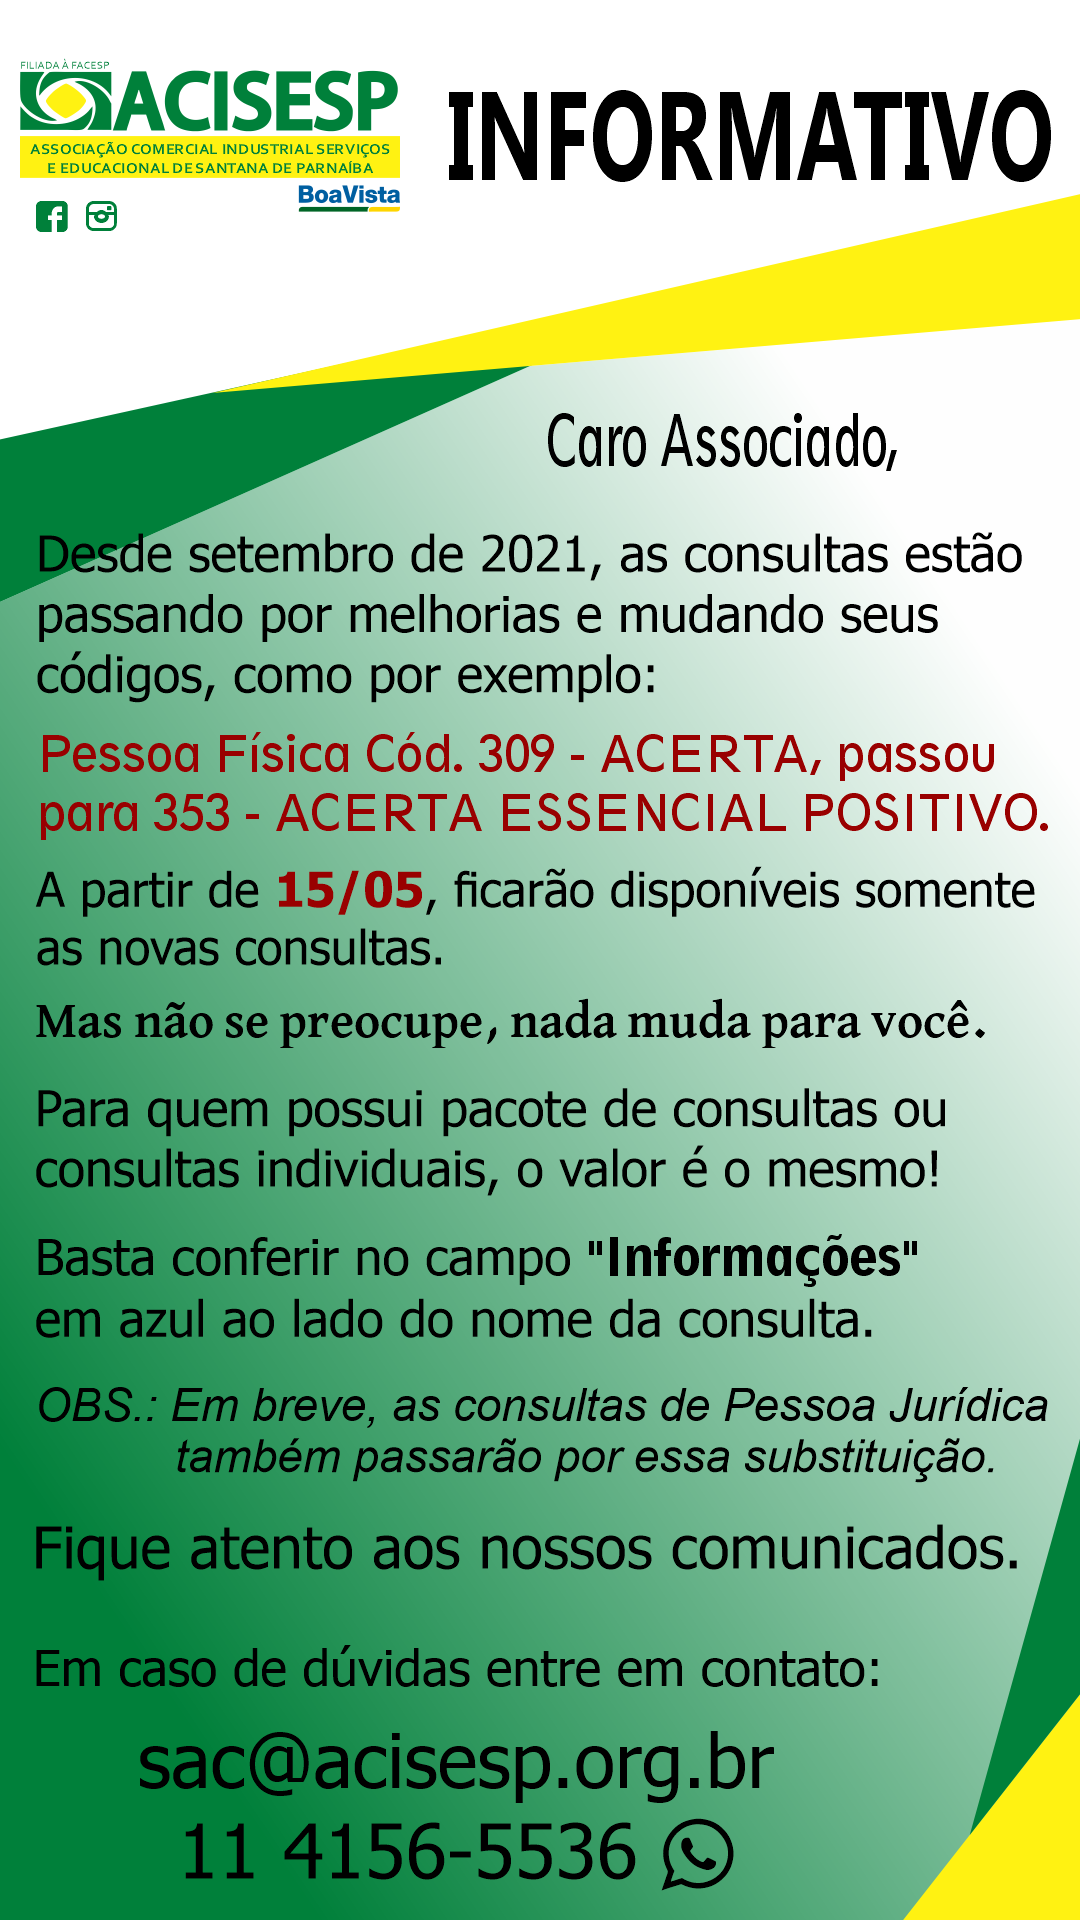 FILIADA À FACESP
ACISESP
ASSOCIAÇÃO COMERCIAL INDUSTRIAL SERVIÇOS
E EDUCACIONAL DE SANTANA DE PARNAÍBA
BoaVista
INFORMATIVO
Caro Associado,
Desde setembro de 2021, as consultas estão
passando por melhorias e mudando seus
códigos, como por exemplo:
Pessoa Física Cód. 309 - ACERTA, passou
para 353 - ACERTA ESSENCIAL POSITIVO.
A partir de 15/05, ficarão disponíveis somente
as novas consultas.
Mas não se preocupe, nada muda para você.
Para quem possui pacote de consultas ou
consultas individuais, o valor é o mesmo!
Basta conferir no campo "Informações"
em azul ao lado do nome da consulta.
OBS.: Em breve, as consultas de Pessoa Jurídica
também passarão por essa substituição.
Fique atento aos nossos comunicados.
Em caso de dúvidas entre em contato:
sac@acisesp.org.br
11 4156-5536